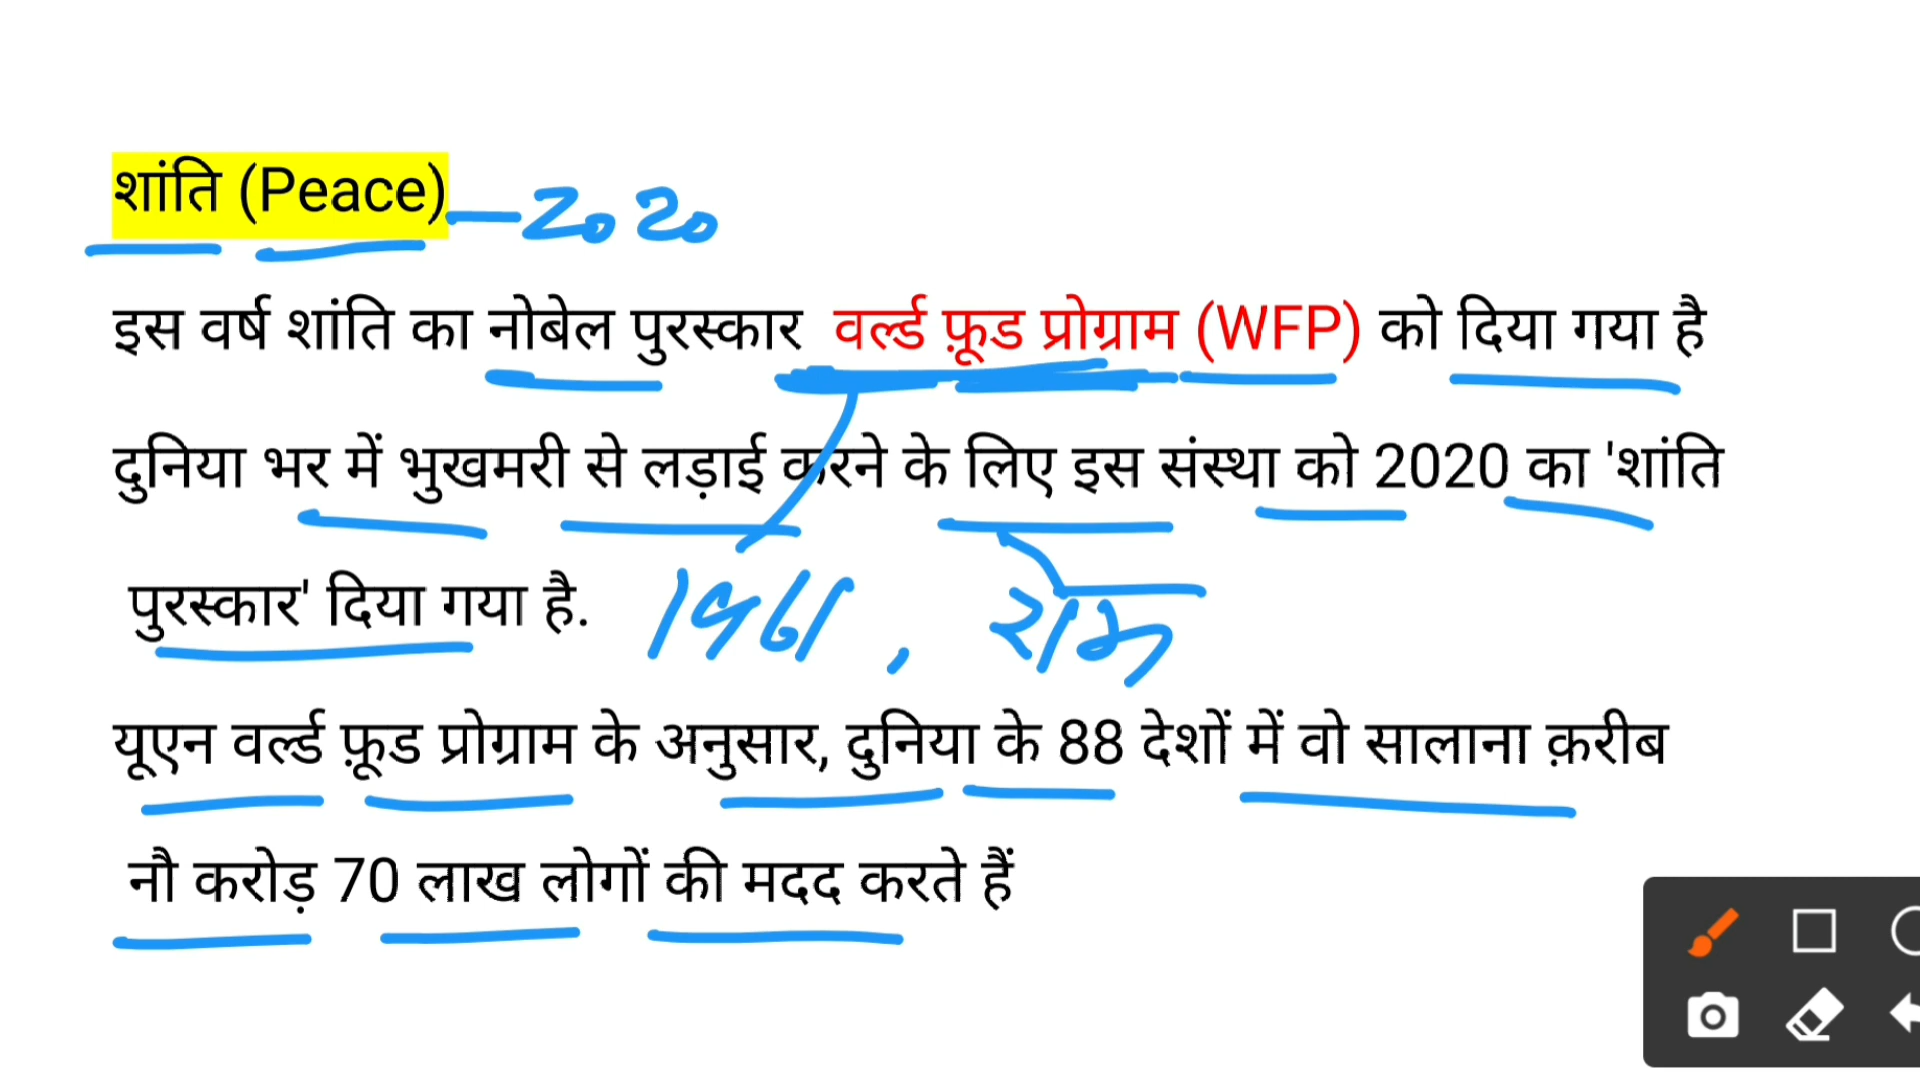 शांति (Peace) – 2020
इस वर्ष शांति का नोबेल पुरस्कार वर्ल्ड फ़ूड प्रोग्राम (WFP) को दिया गया है
दुनिया भर में भुखमरी से लड़ाई करने के लिए इस संस्था को 2020 का 'शांति
पुरस्कार' दिया गया है.
1961, रोम
यूएन वर्ल्ड फ़ूड प्रोग्राम के अनुसार, दुनिया के 88 देशों में वो सालाना क़रीब
नौ करोड़ 70 लाख लोगों की मदद करते हैं